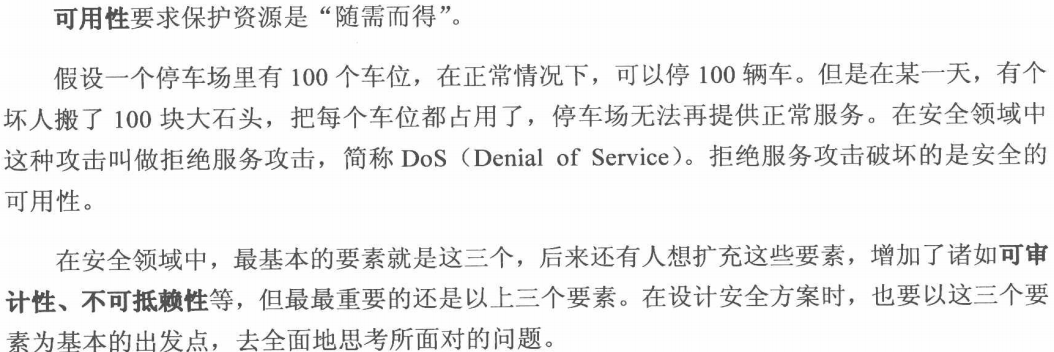 可用性要求保护资源是“随需而得”。
假设一个停车场里有 100 个车位，在正常情况下，可以停 100 辆车。但是在某一天，有个
坏人搬了 100 块大石头，把每个车位都占用了，停车场无法再提供正常服务。在安全领域中
这种攻击叫做拒绝服务攻击，简称 DoS（Denial of Service）。拒绝服务攻击破坏的是安全的
可用性。
在安全领域中，最基本的要素就是这三个，后来还有人想扩充这些要素，增加了诸如可审
计性、不可抵赖性等，但最最重要的还是以上三个要素。在设计安全方案时，也要以这三个要
素为基本的出发点，去全面地思考所面对的问题。